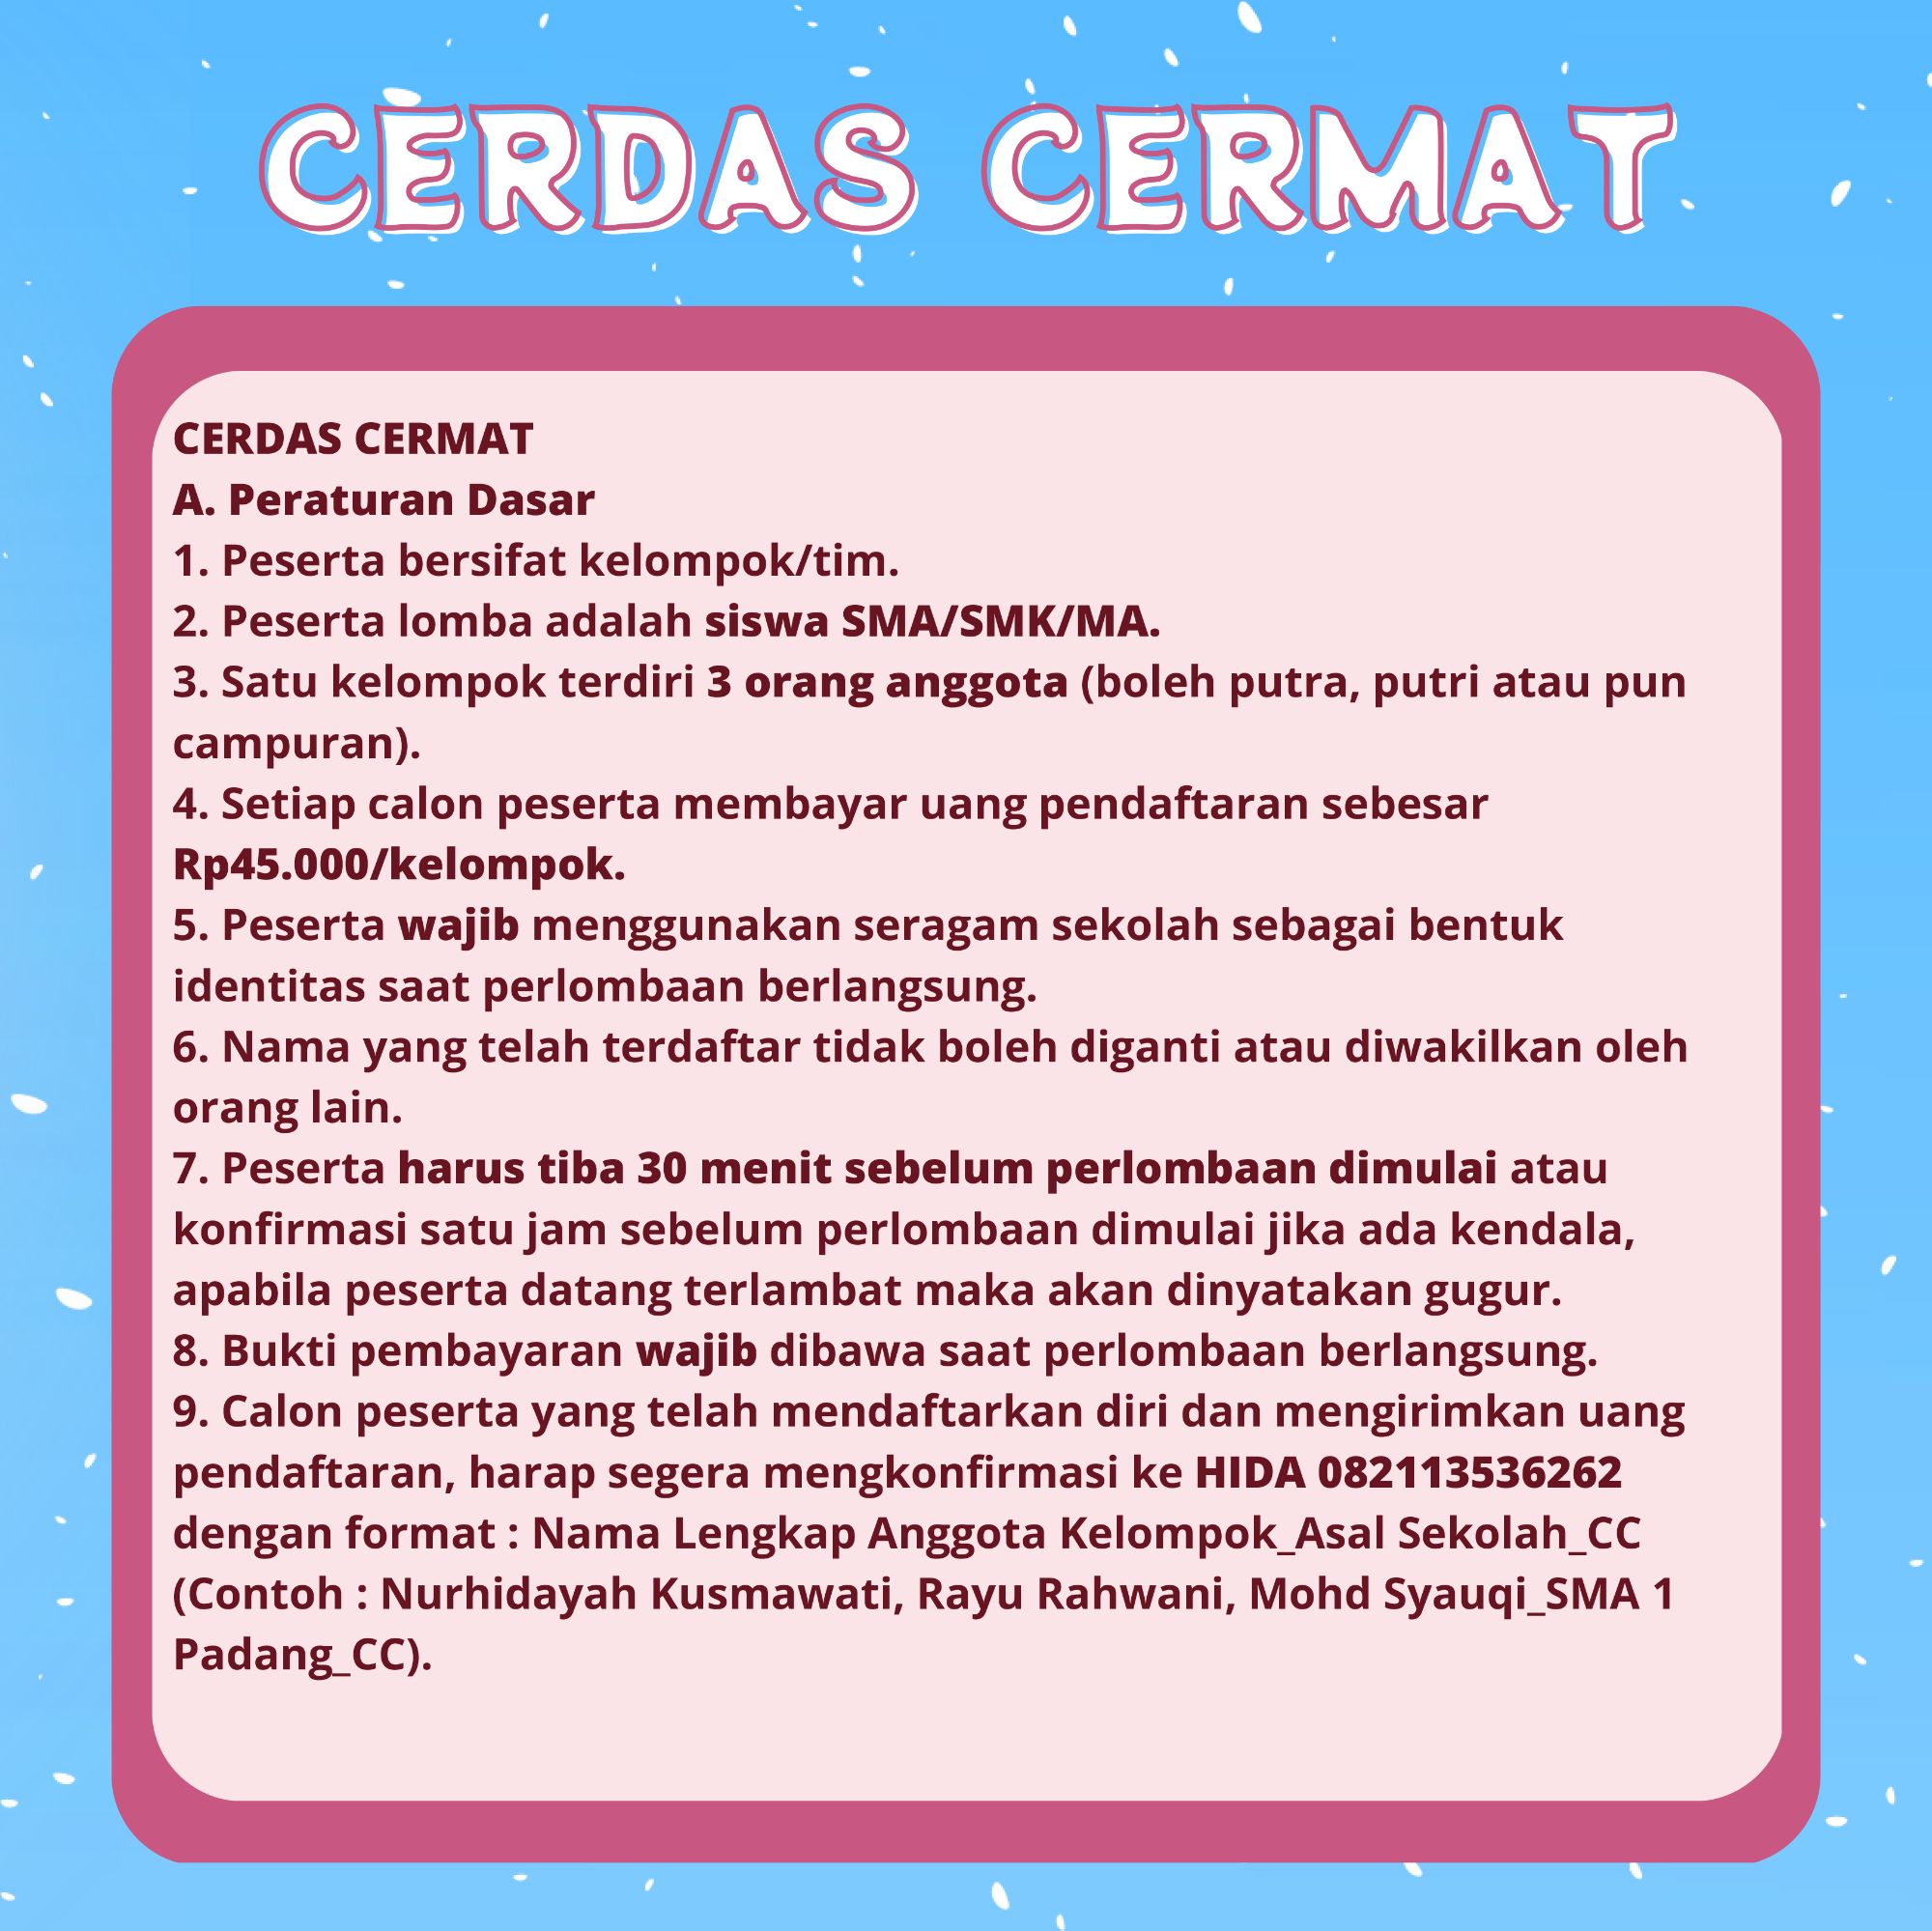 CERDAS CERMAT
CERDAS CERMAT
A. Peraturan Dasar
1. Peserta bersifat kelompok/tim.
2. Peserta lomba adalah siswa SMA/SMK/MA.
3. Satu kelompok terdiri 3 orang anggota (boleh putra, putri atau pun
campuran).
4. Setiap calon peserta membayar uang pendaftaran sebesar
Rp45.000/kelompok.
5. Peserta wajib menggunakan seragam sekolah sebagai bentuk
identitas saat perlombaan berlangsung.
6. Nama yang telah terdaftar tidak boleh diganti atau diwakilkan oleh
orang lain.
7. Peserta harus tiba 30 menit sebelum perlombaan dimulai atau
konfirmasi satu jam sebelum perlombaan dimulai jika ada kendala,
apabila peserta datang terlambat maka akan dinyatakan gugur.
8. Bukti pembayaran wajib dibawa saat perlombaan berlangsung.
9. Calon peserta yang telah mendaftarkan diri dan mengirimkan uang
pendaftaran, harap segera mengkonfirmasi ke HIDA 082113536262
dengan format : Nama Lengkap Anggota Kelompok_Asal Sekolah_CC
(Contoh : Nurhidayah Kusmawati, Rayu Rahwani, Mohd Syauqi_SMA 1
Padang_CC).